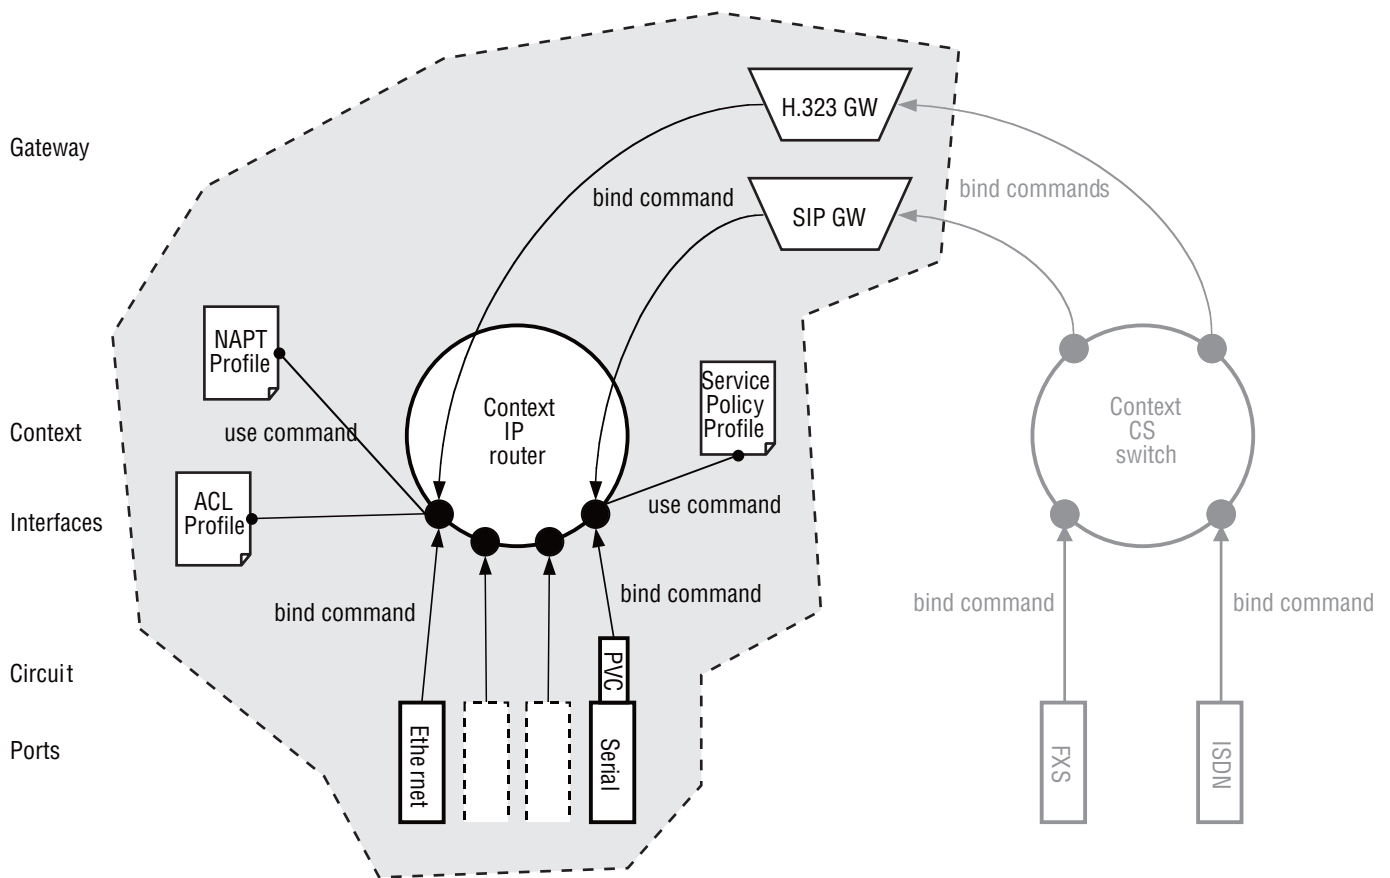 H.323 GW
Gateway
bind command
bind commands
SIP GW
NAPT
Profile
Service
Policy
Profile
Context
IP
router
Context
CS
switch
Context
use command
ACL
Profile
use command
Interfaces
bind command
bind command
bind command
bind command
Circuit
PVC
Ports
Ethernet
Serial
FXS
ISDN